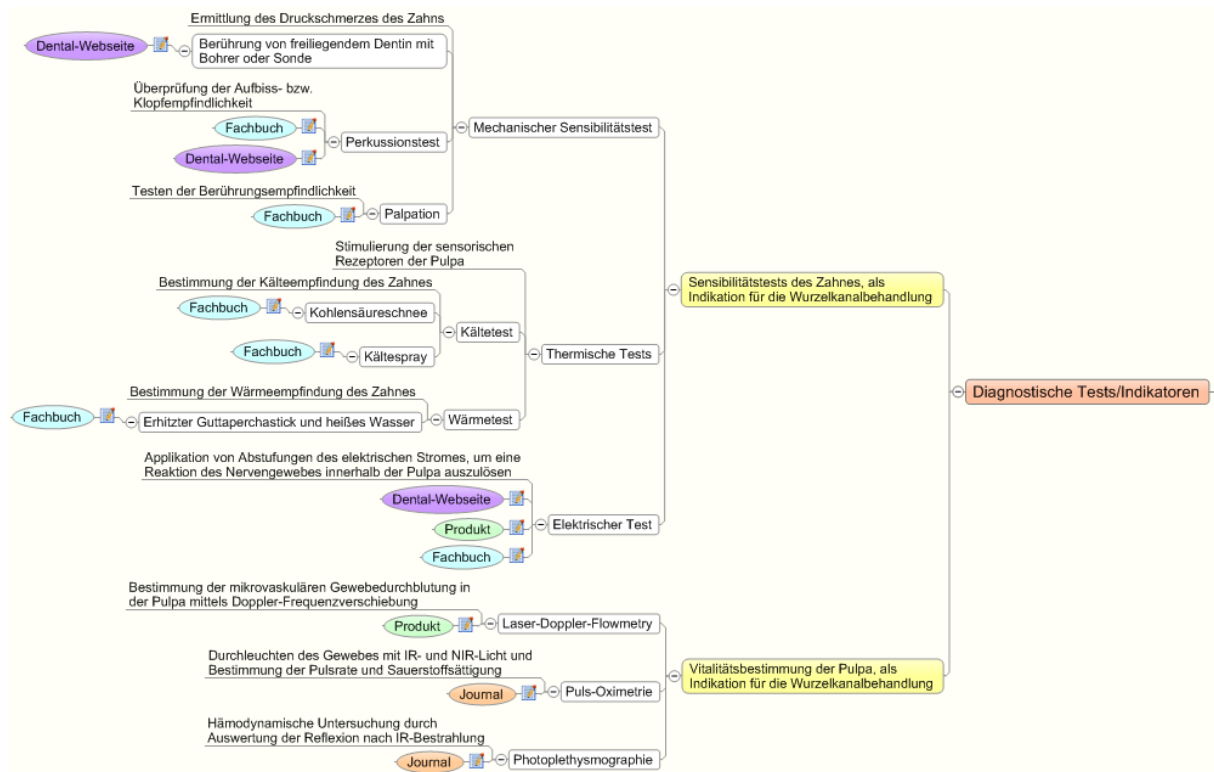 Ermittlung des Druckschmerzes des Zahns
Dental-Webseite
Berührung von freiliegendem Dentin mit
Bohrer oder Sonde
Überprüfung der Aufbiss- bzw.
Klopfempfindlichkeit
Fachbuch
Dental-Webseite
Perkussionstest
Mechanischer Sensibilitätstest
Testen der Berührungsempfindlichkeit
Fachbuch
Palpation
Stimulierung der sensorischen
Rezeptoren der Pulpa
Bestimmung der Kälteempfindung des Zahnes
Fachbuch
Kohlensäureschnee
Fachbuch
Kältespray
Kältetest
Thermische Tests
Bestimmung der Wärmeempfindung des Zahnes
Fachbuch
Erhitzter Guttaperchastick und heißes Wasser
Wärmetest
Applikation von Abstufungen des elektrischen Stromes, um eine
Reaktion des Nervengewebes innerhalb der Pulpa auszulösen
Dental-Webseite
Produkt
Fachbuch
Elektrischer Test
Sensibilitätstests des Zahnes, als
Indikation für die Wurzelkanalbehandlung
Diagnostische Tests/Indikatoren
Bestimmung der mikrovaskulären Gewebedurchblutung in
der Pulpa mittels Doppler-Frequenzverschiebung
Produkt
Laser-Doppler-Flowmetry
Durchleuten des Gewebes mit IR- und NIR-Licht und
Bestimmung der Pulsrate und Sauerstoffsättigung
Journal
Puls-Oximetrie
Hämodynamische Untersuchung durch
Auswertung der Reflexion nach IR-Bestrahlung
Journal
Photoplethysmographie
Vitalitätsbestimmung der Pulpa, als
Indikation für die Wurzelkanalbehandlung